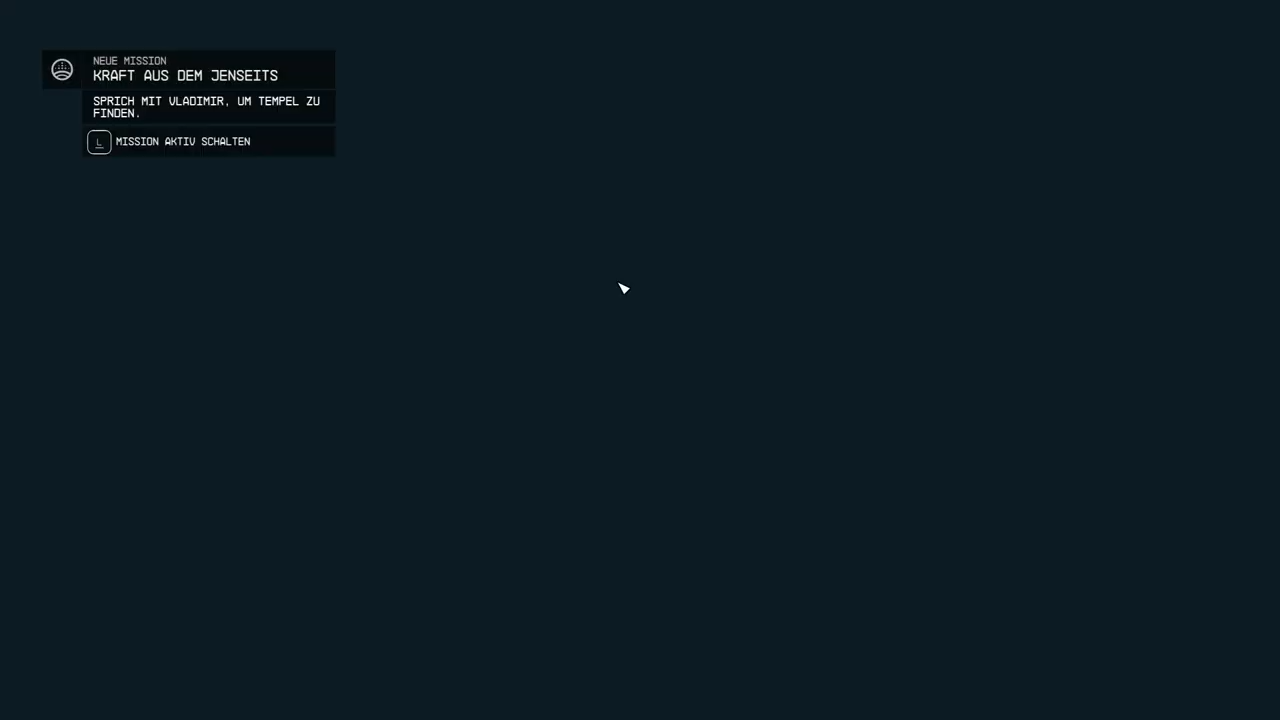 NEUE MISSION
KRAFT AUS DEM JENSEITS
SPRICH MIT VLADIMIR, UM TEMPEL ZU
FINDEN.
L MISSION AKTIV SCHALTEN